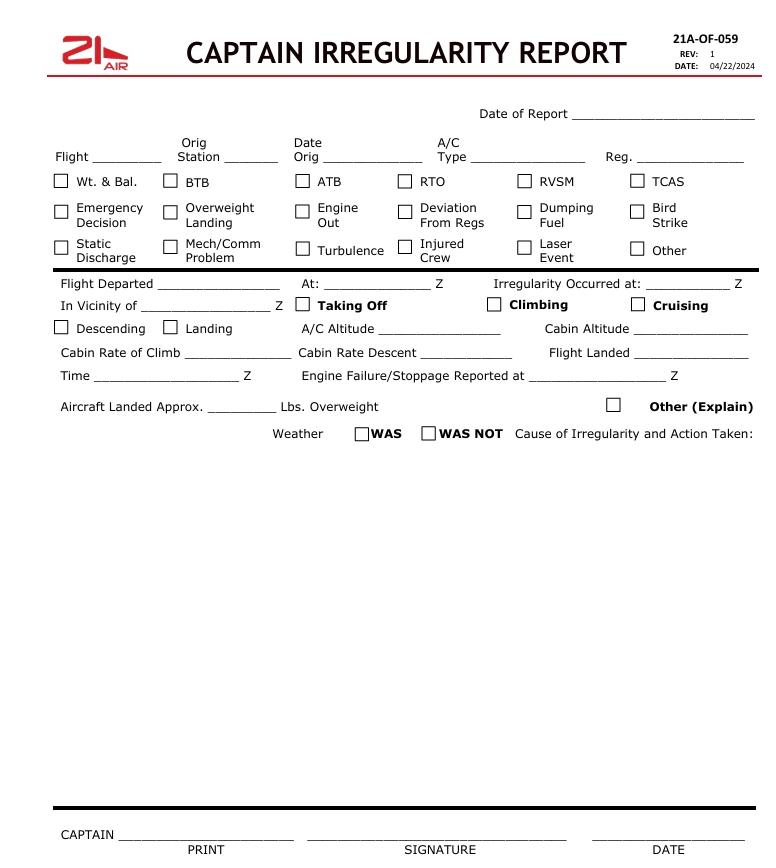 21 AIR
CAPTAIN IRREGULARITY REPORT
21A-OF-059
REV: 1
DATE: 04/22/2024
Date of Report ________________________
Flight _________ Orig Station _______ Date Orig _____________ A/C Type _______________ Reg. ______________
Wt. & Bal. BTB ATB RTO RVSM TCAS
Emergency Decision Overweight Landing Engine Out Deviation From Regs Dumping Fuel Bird Strike
Static Discharge Mech/Comm Problem Turbulence Injured Crew Laser Event Other
Flight Departed ________________ At: ______________ Z Irregularity Occurred at: ___________ Z
In Vicinity of _________________ Z Taking Off Climbing Cruising
Descending Landing A/C Altitude ________________ Cabin Altitude _______________
Cabin Rate of Climb ______________ Cabin Rate Descent ____________ Flight Landed _______________
Time ___________________ Z Engine Failure/Stoppage Reported at __________________ Z
Aircraft Landed Approx. _________ Lbs. Overweight Other (Explain)
Weather WAS WAS NOT Cause of Irregularity and Action Taken:
CAPTAIN _______________________ __________________________________ ____________________
PRINT SIGNATURE DATE